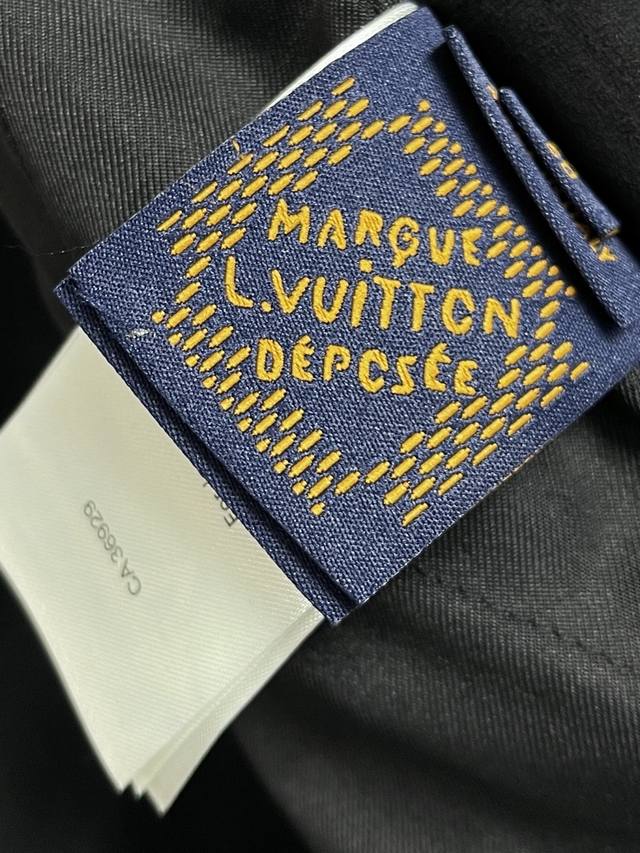 MARQUE
L.VUITTON
DÉPOSÉE
CA 36929